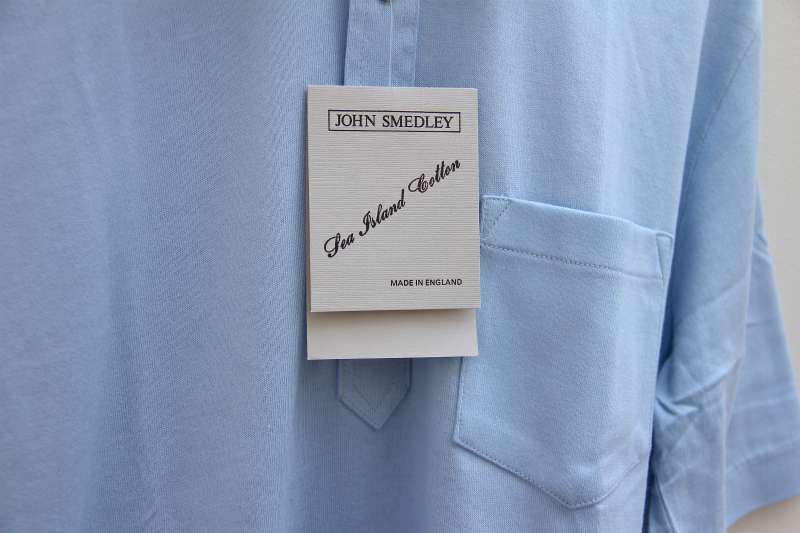 JOHN SMEDLEY
Sea Island Cotton
MADE IN ENGLAND